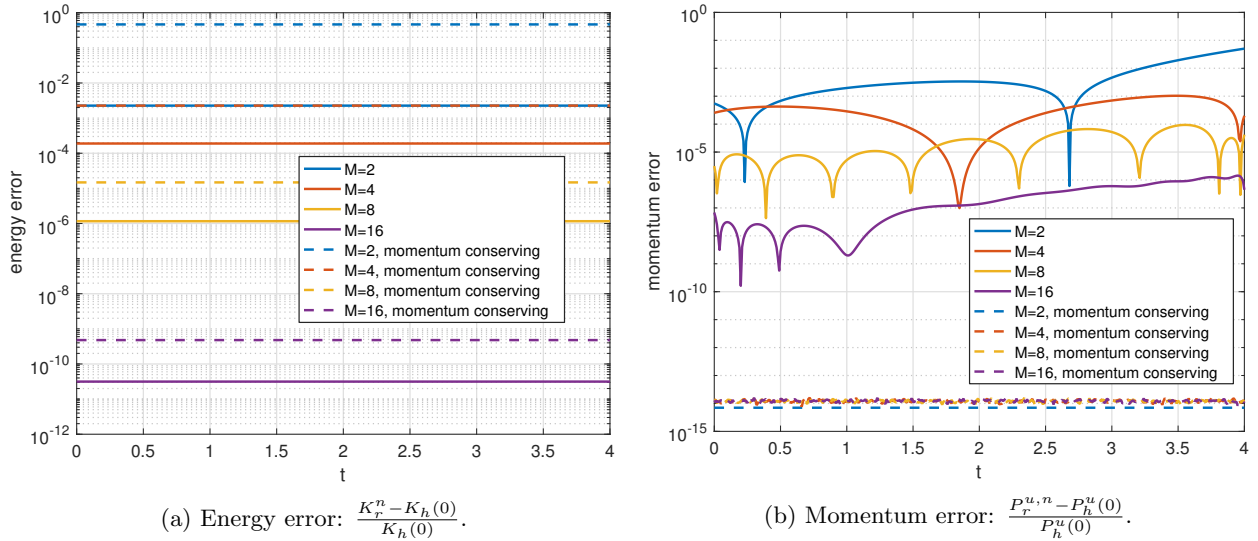 10^0
10^-2
10^-4
10^-6
10^-8
10^-10
10^-12
energy error
M=2
M=4
M=8
M=16
M=2, momentum conserving
M=4, momentum conserving
M=8, momentum conserving
M=16, momentum conserving
0 0.5 1 1.5 2 2.5 3 3.5 4
t
(a) Energy error: \frac{K_r^n - K_h(0)}{K_h(0)}.
10^0
10^-5
10^-10
10^-15
momentum error
M=2
M=4
M=8
M=16
M=2, momentum conserving
M=4, momentum conserving
M=8, momentum conserving
M=16, momentum conserving
0 0.5 1 1.5 2 2.5 3 3.5 4
t
(b) Momentum error: \frac{P_r^{u,n} - P_h^u(0)}{P_h^u(0)}.